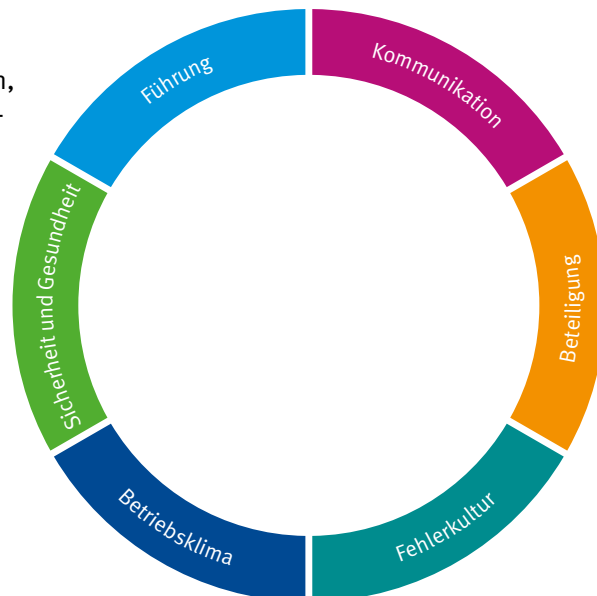 n,
-
Führung
Kommunikation
Sicherheit und Gesundheit
Beteiligung
Betriebsklima
Fehlerkultur